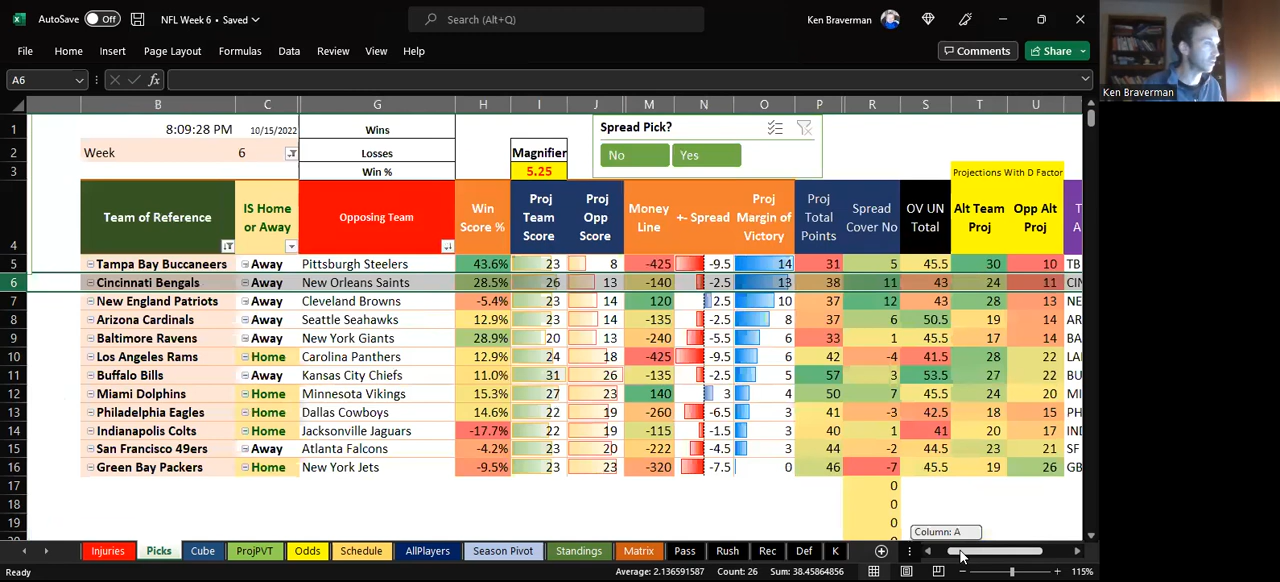 AutoSave Off NFL Week 6 • Saved Search (Alt+Q) Ken Braverman
File Home Insert Page Layout Formulas Data Review View Help Comments Share
A6 fx
Ken Braverman
B C G H I J M N O P R S T U
1 8:09:28 PM 10/15/2022 Wins Spread Pick?
2 Week 6 Losses Magnifier No Yes
3 Win % 5.25 Projections With D Factor
4 Team of Reference IS Home or Away Opposing Team Win Score % Proj Team Score Proj Opp Score Money Line +- Spread Proj Margin of Victory Proj Total Points Spread Cover No OV UN Total Alt Team Proj Opp Alt Proj
5 Tampa Bay Buccaneers Away Pittsburgh Steelers 43.6% 23 8 -425 -9.5 14 31 5 45.5 30 10 TB
6 Cincinnati Bengals Away New Orleans Saints 28.5% 26 13 -140 -2.5 13 38 11 43 24 11 CIN
7 New England Patriots Away Cleveland Browns -5.4% 23 14 120 2.5 10 37 12 43 28 13 NE
8 Arizona Cardinals Away Seattle Seahawks 12.9% 23 14 -135 -2.5 8 37 6 50.5 19 14 AR
9 Baltimore Ravens Away New York Giants 28.9% 20 13 -240 -5.5 6 33 1 45.5 17 14 BA
10 Los Angeles Rams Home Carolina Panthers 12.9% 24 18 -425 -9.5 6 42 -4 41.5 28 22 LA
11 Buffalo Bills Away Kansas City Chiefs 11.0% 31 26 -135 -2.5 5 57 3 53.5 27 22 BU
12 Miami Dolphins Home Minnesota Vikings 15.3% 27 23 140 3 4 50 7 45.5 24 20 MI
13 Philadelphia Eagles Home Dallas Cowboys 14.6% 22 19 -260 -6.5 3 41 -3 42.5 18 15 PH
14 Indianapolis Colts Home Jacksonville Jaguars -17.7% 22 19 -115 -1.5 3 40 1 41 20 17 IND
15 San Francisco 49ers Away Atlanta Falcons -4.2% 23 20 -222 -4.5 3 44 -2 44.5 23 21 SF
16 Green Bay Packers Home New York Jets -9.5% 23 23 -320 -7.5 0 46 -7 45.5 19 26 GB
17 0
18 0
19 0
Column: A
Injuries Picks Cube ProjPVT Odds Schedule AllPlayers Season Pivot Standings Matrix Pass Rush Rec Def K
Ready Average: 2.136591587 Count: 26 Sum: 38.45864856 115%